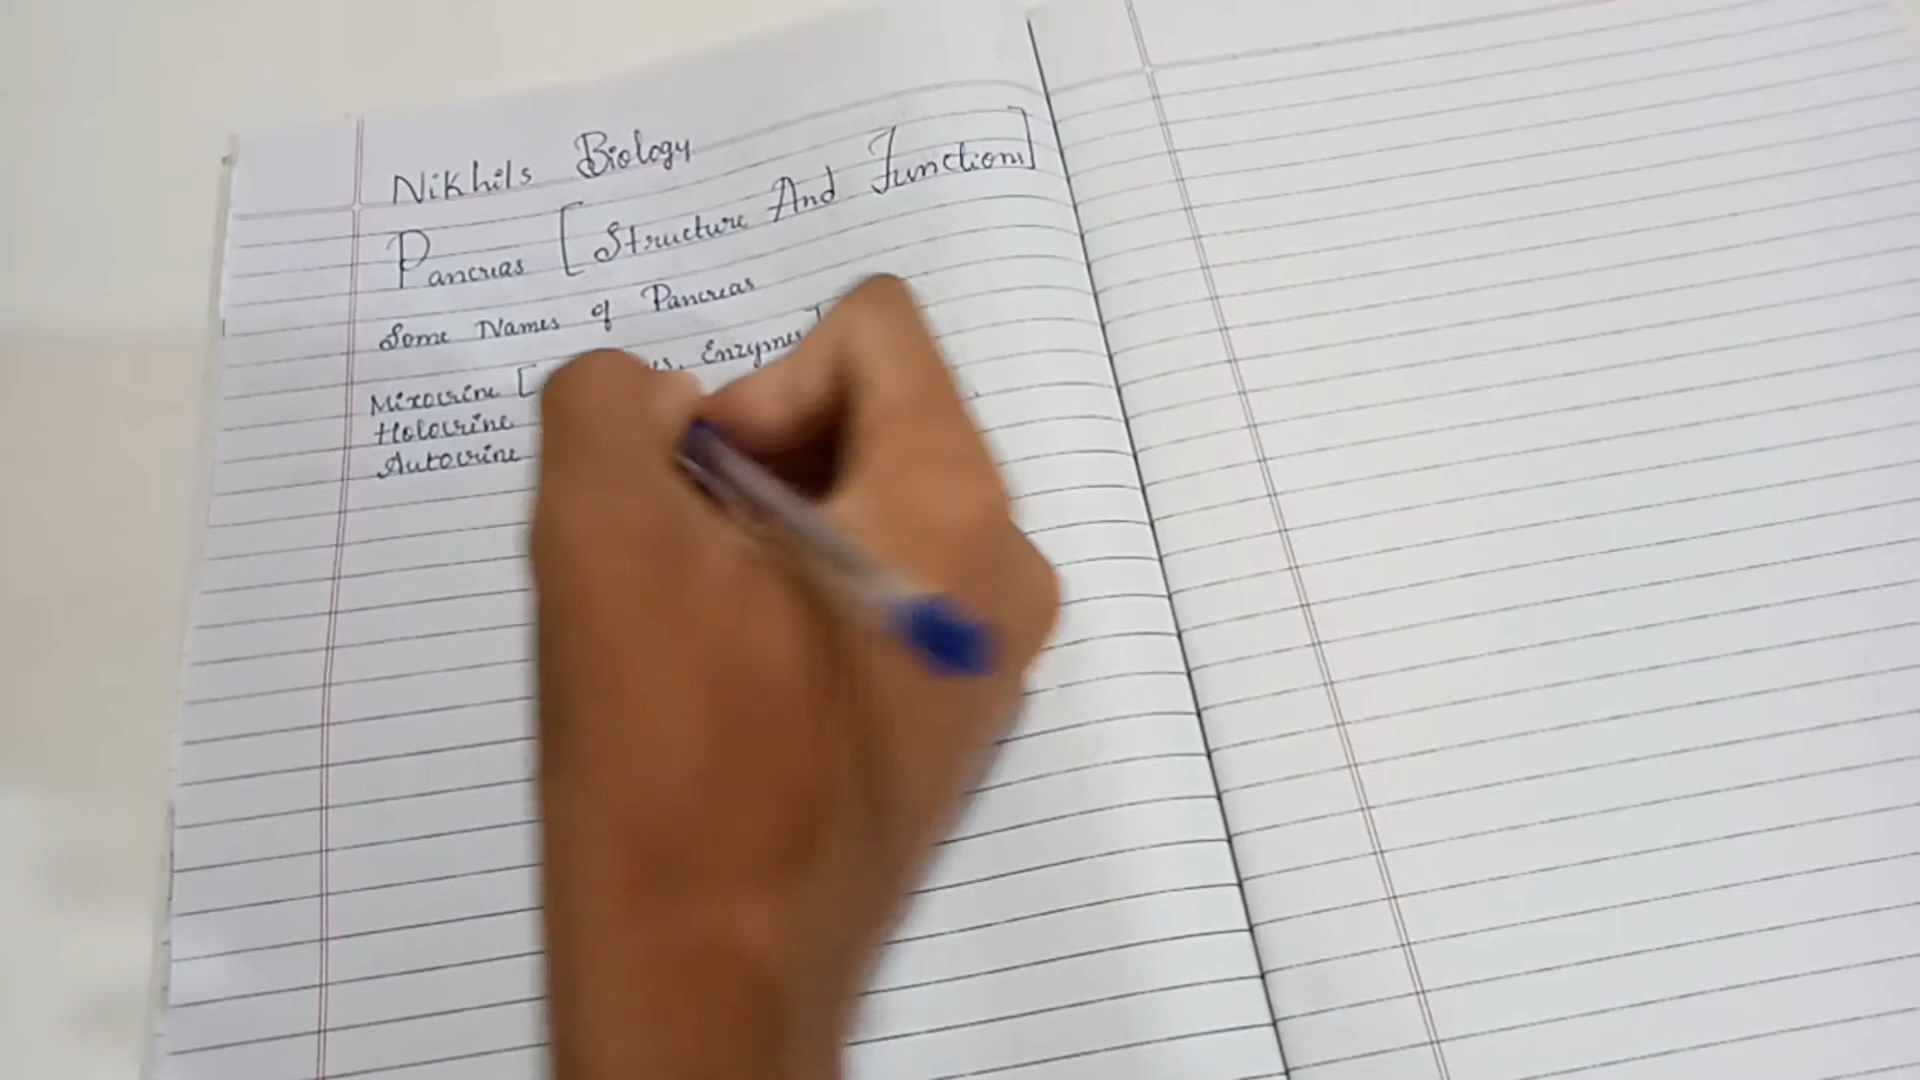 Nikhils Biology
Pancreas [Structure And Function]
Some Names of Pancreas
Mixocrine [ Enzymes]
Holocrine
Autocrine